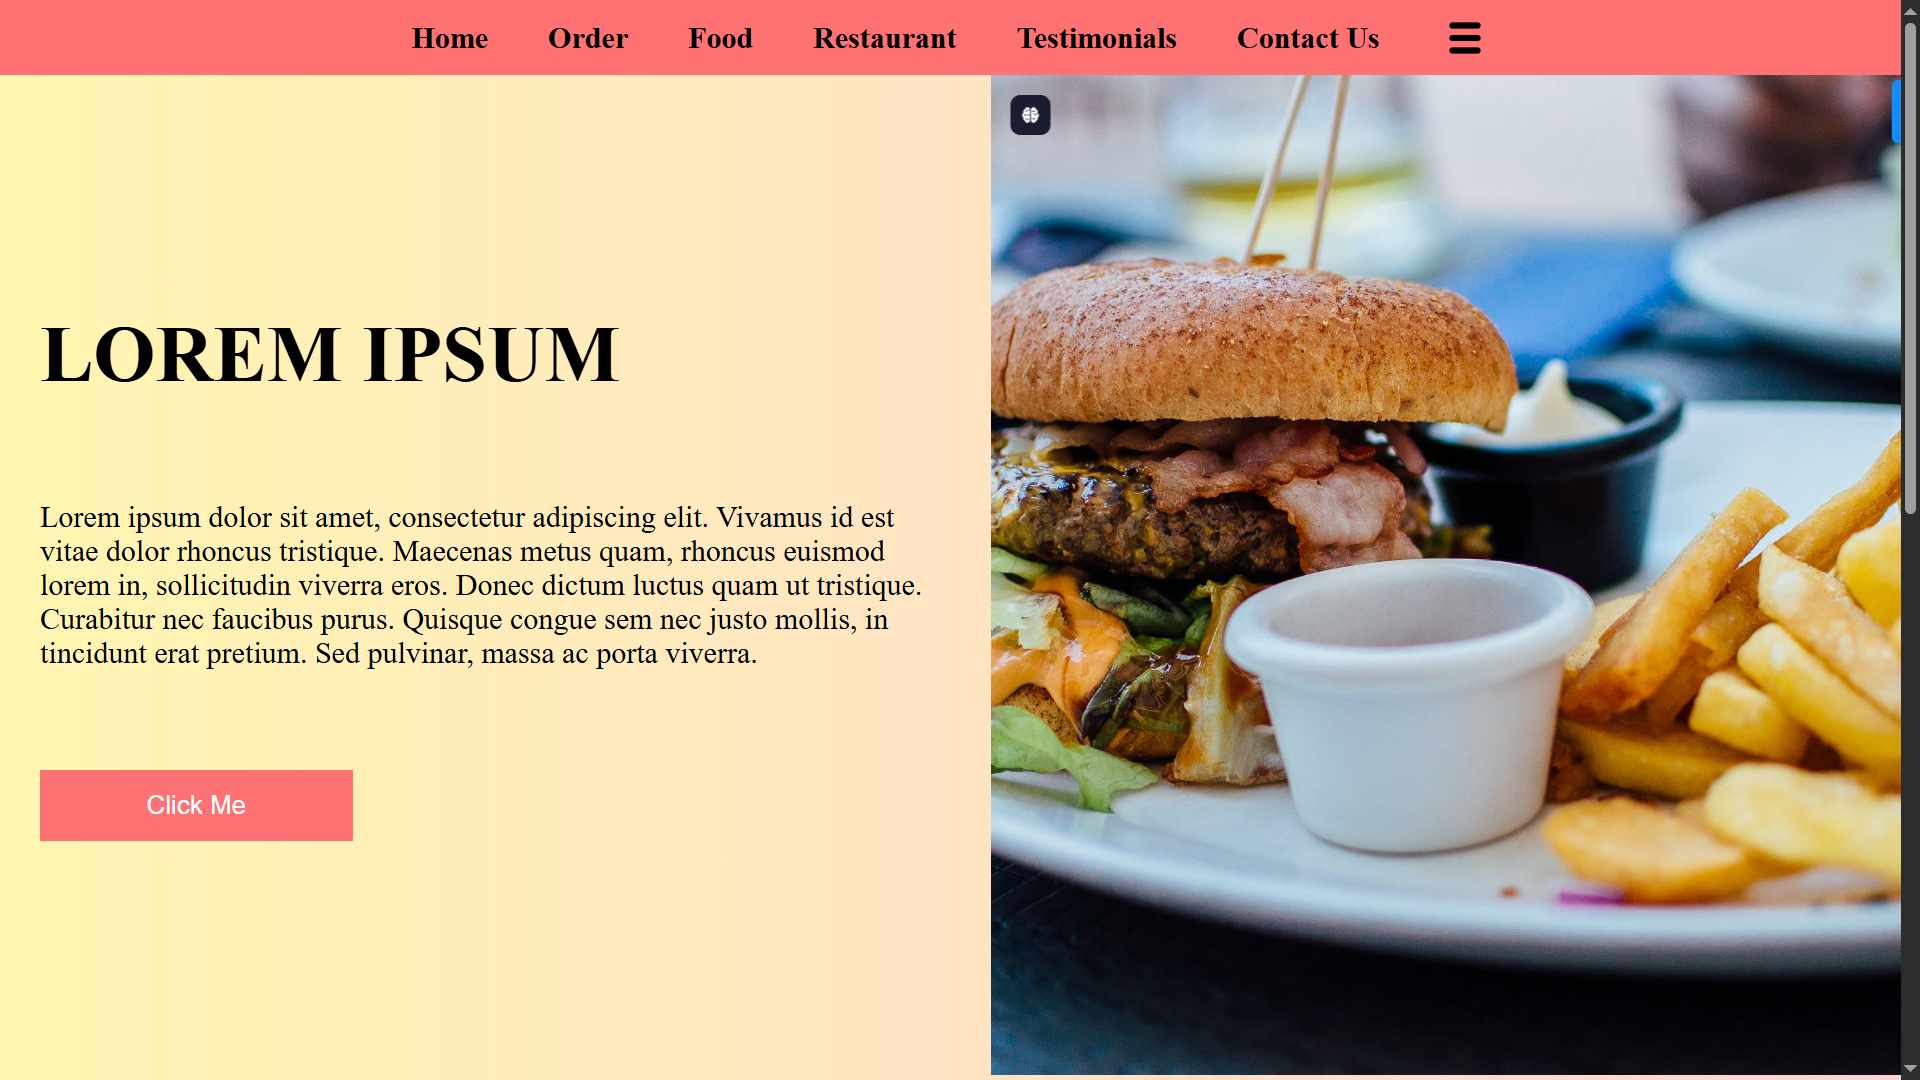 Home Order Food Restaurant Testimonials Contact Us
LOREM IPSUM
Lorem ipsum dolor sit amet, consectetur adipiscing elit. Vivamus id est
vitae dolor rhoncus tristique. Maecenas metus quam, rhoncus euismod
lorem in, sollicitudin viverra eros. Donec dictum luctus quam ut tristique.
Curabitur nec faucibus purus. Quisque congue sem nec justo mollis, in
tincidunt erat pretium. Sed pulvinar, massa ac porta viverra.
Click Me